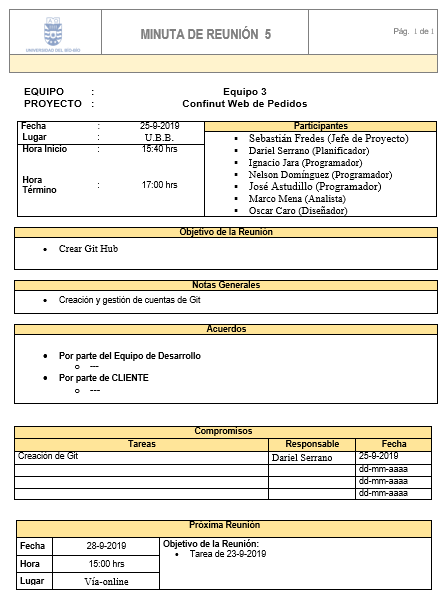 UNIVERSIDAD DEL BÍO-BÍO
MINUTA DE REUNIÓN 5
Pág. 1 de 1
EQUIPO : Equipo 3
PROYECTO : Confinut Web de Pedidos
Fecha : 25-9-2019
Lugar : U.B.B.
Hora Inicio : 15:40 hrs
Hora Término : 17:00 hrs
Participantes
▪ Sebastián Fredes (Jefe de Proyecto)
▪ Dariel Serrano (Planificador)
▪ Ignacio Jara (Programador)
▪ Nelson Domínguez (Programador)
▪ José Astudillo (Programador)
▪ Marco Mena (Analista)
▪ Oscar Caro (Diseñador)
Objetivo de la Reunión
• Crear Git Hub
Notas Generales
• Creación y gestión de cuentas de Git
Acuerdos
• Por parte del Equipo de Desarrollo
o ---
• Por parte de CLIENTE
o ---
Compromisos
Tareas Responsable Fecha
Creación de Git Dariel Serrano 25-9-2019
dd-mm-aaaa
dd-mm-aaaa
dd-mm-aaaa
Próxima Reunión
Fecha 28-9-2019
Hora 15:00 hrs
Lugar Vía-online
Objetivo de la Reunión:
• Tarea de 23-9-2019